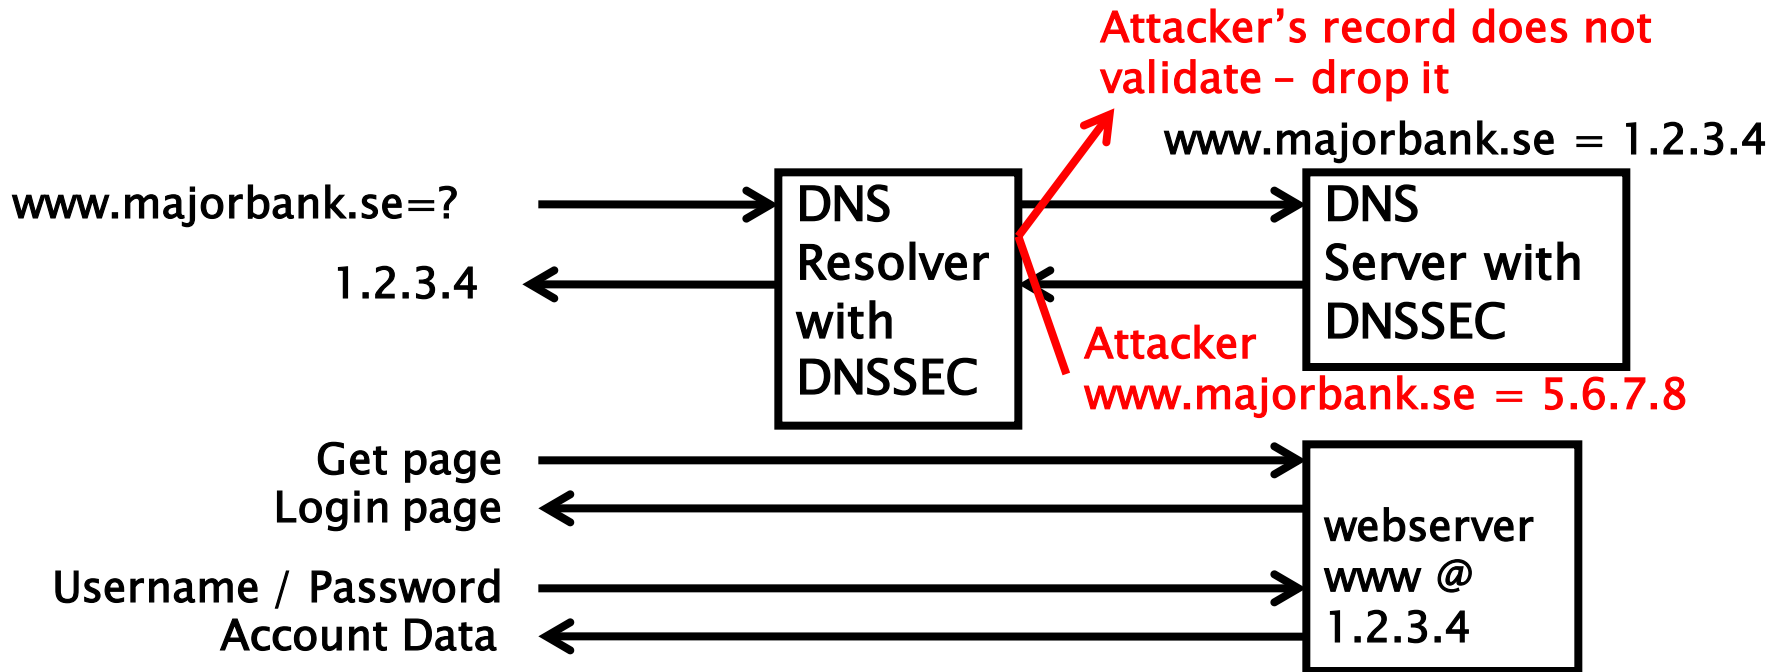 Attacker’s record does not
validate – drop it
www.majorbank.se = 1.2.3.4
www.majorbank.se=?
1.2.3.4
DNS
Resolver
with
DNSSEC
DNS
Server with
DNSSEC
Attacker
www.majorbank.se = 5.6.7.8
Get page
Login page
Username / Password
Account Data
webserver
www @
1.2.3.4